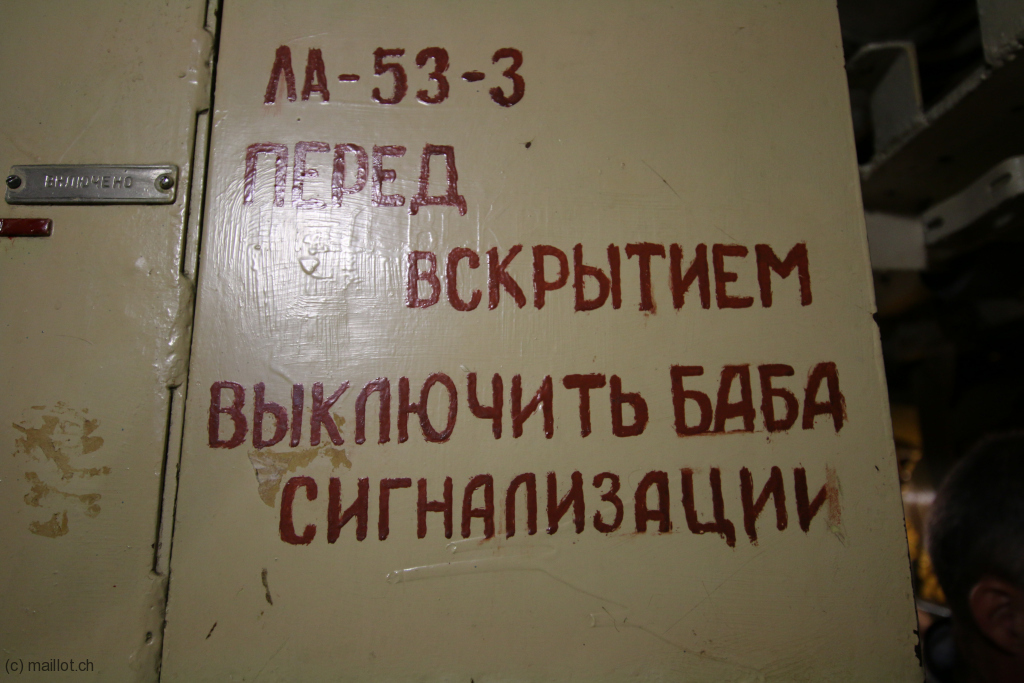 ЛА-53-3
ПЕРЕД
ВСКРЫТИЕМ
ВЫКЛЮЧИТЬ БАБА
СИГНАЛИЗАЦИИ
ВКЛЮЧЕНО
(c) maillot.ch